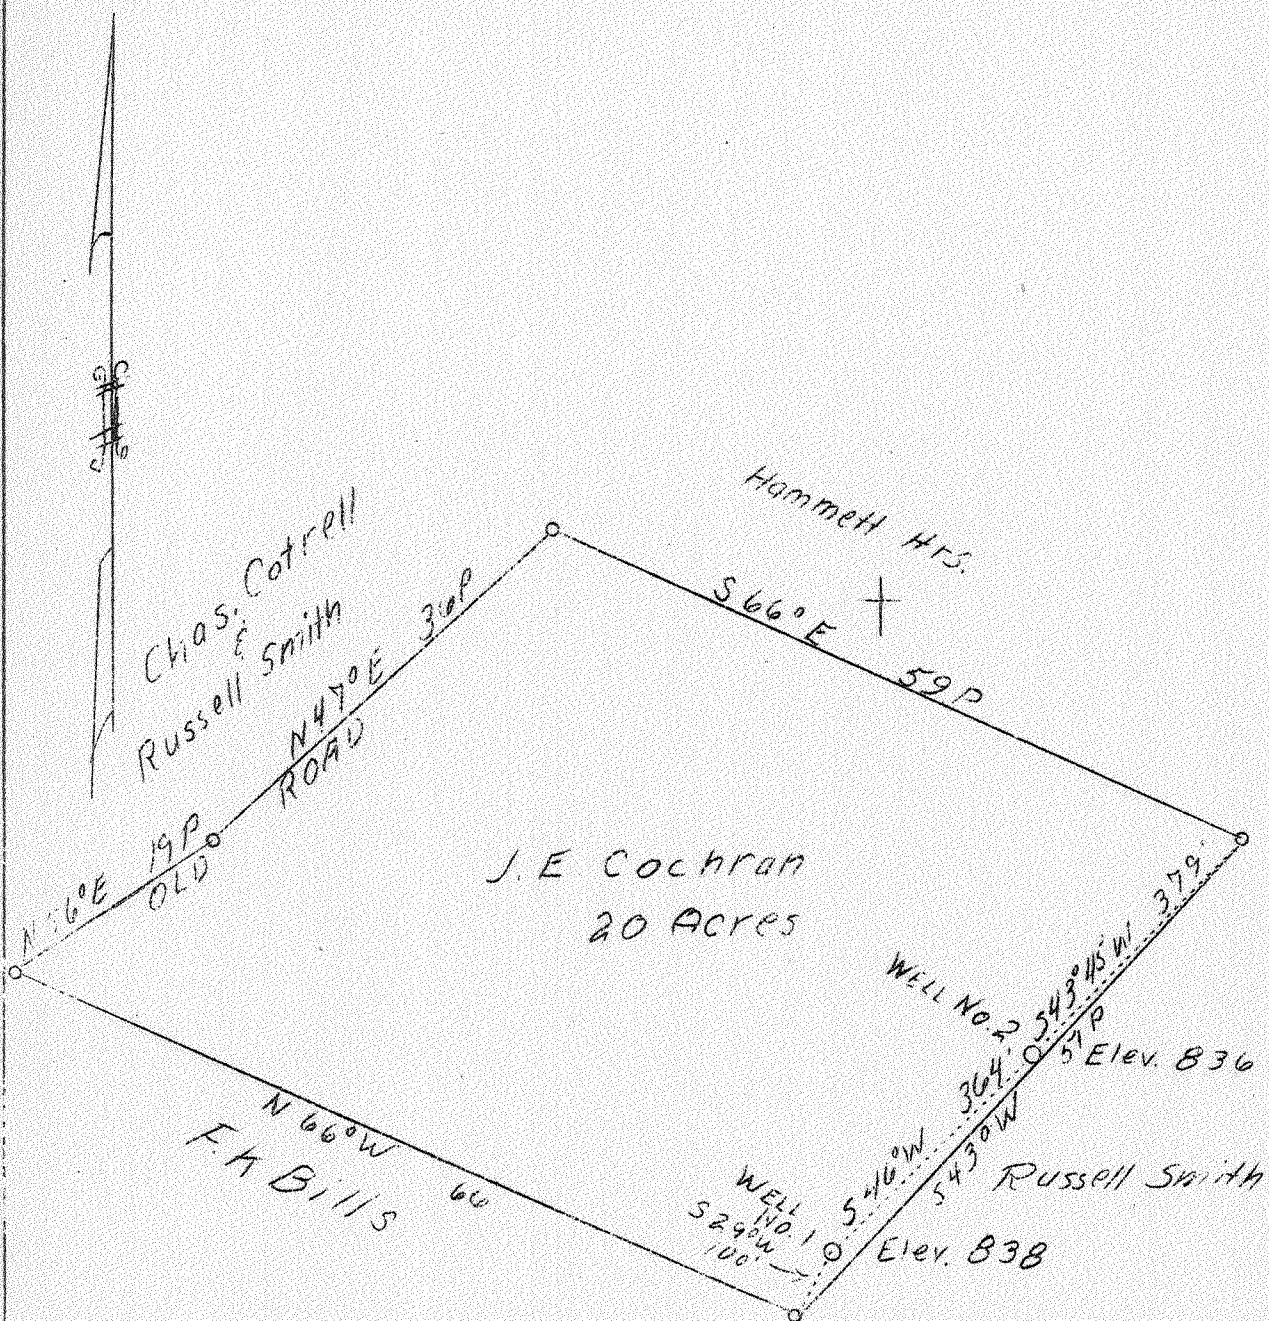 Hammett Hrs.
Chas. Cotrell
&
Russell Smith
S 66° E 59 P
N 47° E 36 P
OLD ROAD
19 P
J. E Cochran
20 Acres
379'
S 43° 45' W
WELL No. 2
57 P
Elev. 836
364'
S 46° W
S 43° W
Russell Smith
WELL
No. 1
S 29° W
100'
Elev. 838
N 66° W 66
F. K Bills